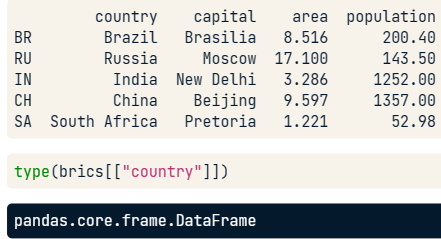 country capital area population
BR Brazil Brasilia 8.516 200.40
RU Russia Moscow 17.100 143.50
IN India New Delhi 3.286 1252.00
CH China Beijing 9.597 1357.00
SA South Africa Pretoria 1.221 52.98
type(brics[["country"]])
pandas.core.frame.DataFrame